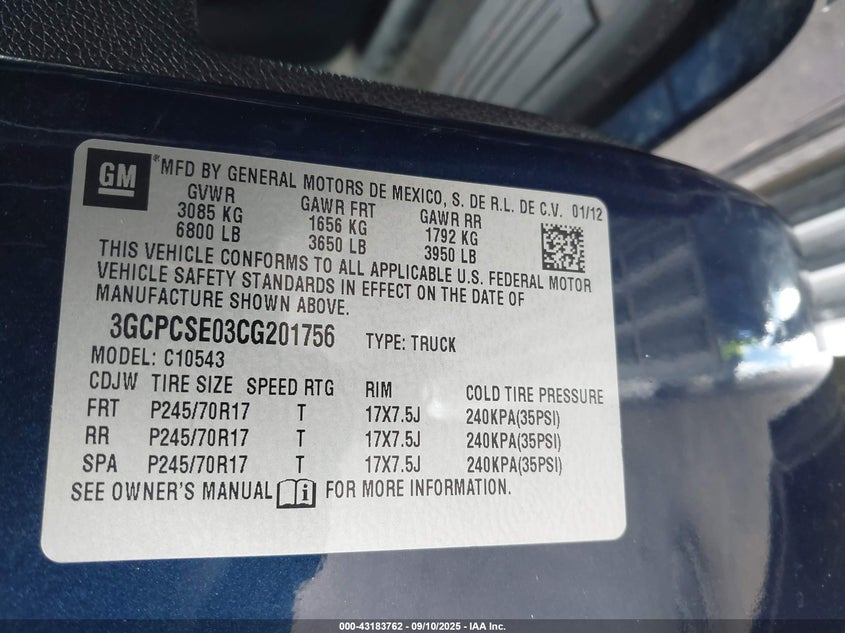 GM
®MFD BY GENERAL MOTORS DE MEXICO, S. DE R.L. DE C.V. 01/12
GVWR GAWR FRT GAWR RR
3085 KG 1656 KG 1792 KG
6800 LB 3650 LB 3950 LB
THIS VEHICLE CONFORMS TO ALL APPLICABLE U.S. FEDERAL MOTOR
VEHICLE SAFETY STANDARDS IN EFFECT ON THE DATE OF
MANUFACTURE SHOWN ABOVE.
3GCPCSE03CG201756 TYPE: TRUCK
MODEL: C10543
CDJW TIRE SIZE SPEED RTG RIM COLD TIRE PRESSURE
FRT P245/70R17 T 17X7.5J 240KPA(35PSI)
RR P245/70R17 T 17X7.5J 240KPA(35PSI)
SPA P245/70R17 T 17X7.5J 240KPA(35PSI)
SEE OWNER'S MANUAL i FOR MORE INFORMATION.
000-43183762 - 09/10/2025 - IAA Inc.